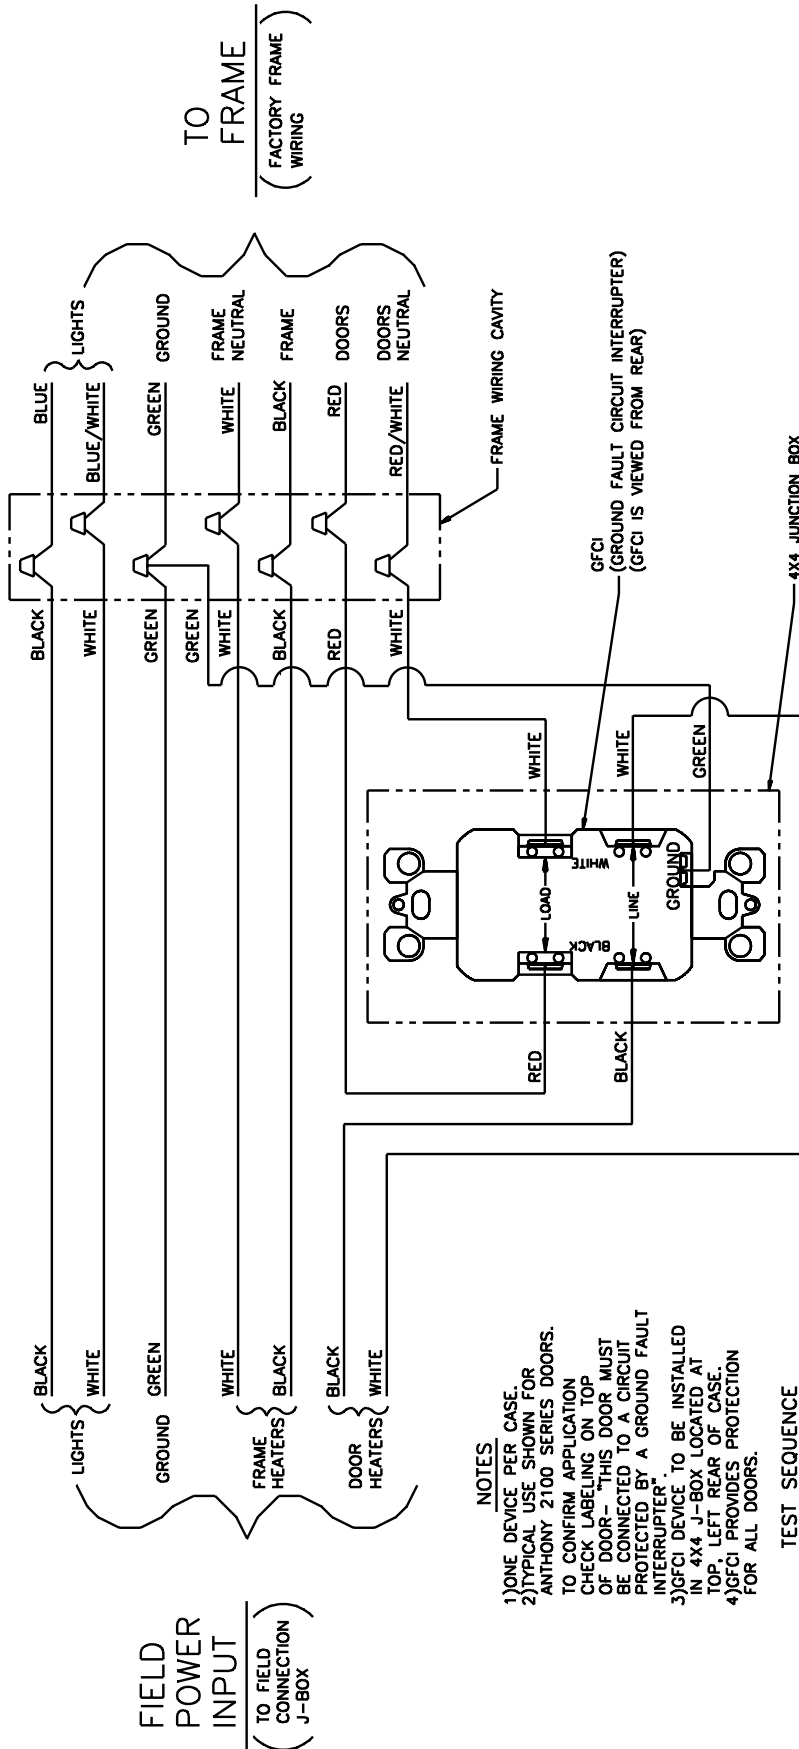 TO
FRAME
FACTORY FRAME
WIRING
LIGHTS
GROUND
FRAME
NEUTRAL
FRAME
DOORS
DOORS
NEUTRAL
BLUE
BLUE/WHITE
GREEN
WHITE
BLACK
RED
RED/WHITE
FRAME WIRING CAVITY
BLACK
WHITE
GREEN
GREEN
WHITE
BLACK
RED
WHITE
GFCI
(GROUND FAULT CIRCUIT INTERRUPTER)
(GFCI IS VIEWED FROM REAR)
4X4 JUNCTION BOX
WHITE
WHITE
GREEN
WHITE
GROUND
LOAD
LINE
BLACK
RED
BLACK
BLACK
WHITE
GREEN
WHITE
BLACK
BLACK
WHITE
LIGHTS
GROUND
FRAME
HEATERS
DOOR
HEATERS
FIELD
POWER
INPUT
TO FIELD
CONNECTION
J-BOX
NOTES
1)ONE DEVICE PER CASE.
2)TYPICAL USE SHOWN FOR
ANTHONY 2100 SERIES DOORS.
TO CONFIRM APPLICATION
CHECK LABELING ON TOP
OF DOOR- "THIS DOOR MUST
BE CONNECTED TO A CIRCUIT
PROTECTED BY A GROUND FAULT
INTERRUPTER".
3)GFCI DEVICE TO BE INSTALLED
IN 4X4 J-BOX LOCATED AT
TOP, LEFT REAR OF CASE.
4)GFCI PROVIDES PROTECTION
FOR ALL DOORS.
TEST SEQUENCE